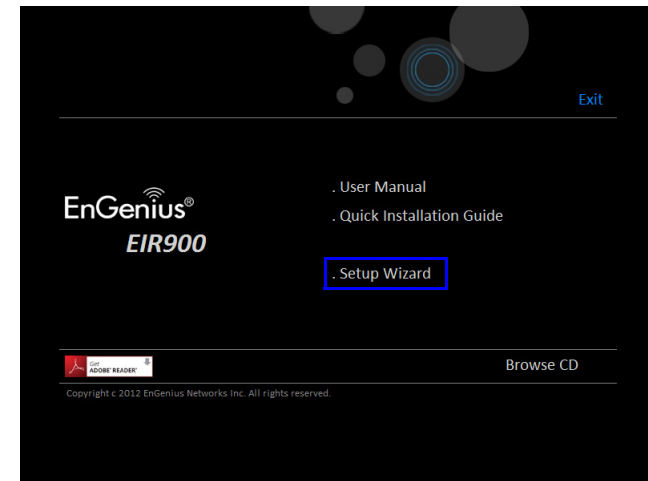 Exit
. User Manual
EnGenius®
. Quick Installation Guide
EIR900
. Setup Wizard
Get
ADOBE® READER®
Browse CD
Copyright c 2012 EnGenius Networks Inc. All rights reserved.